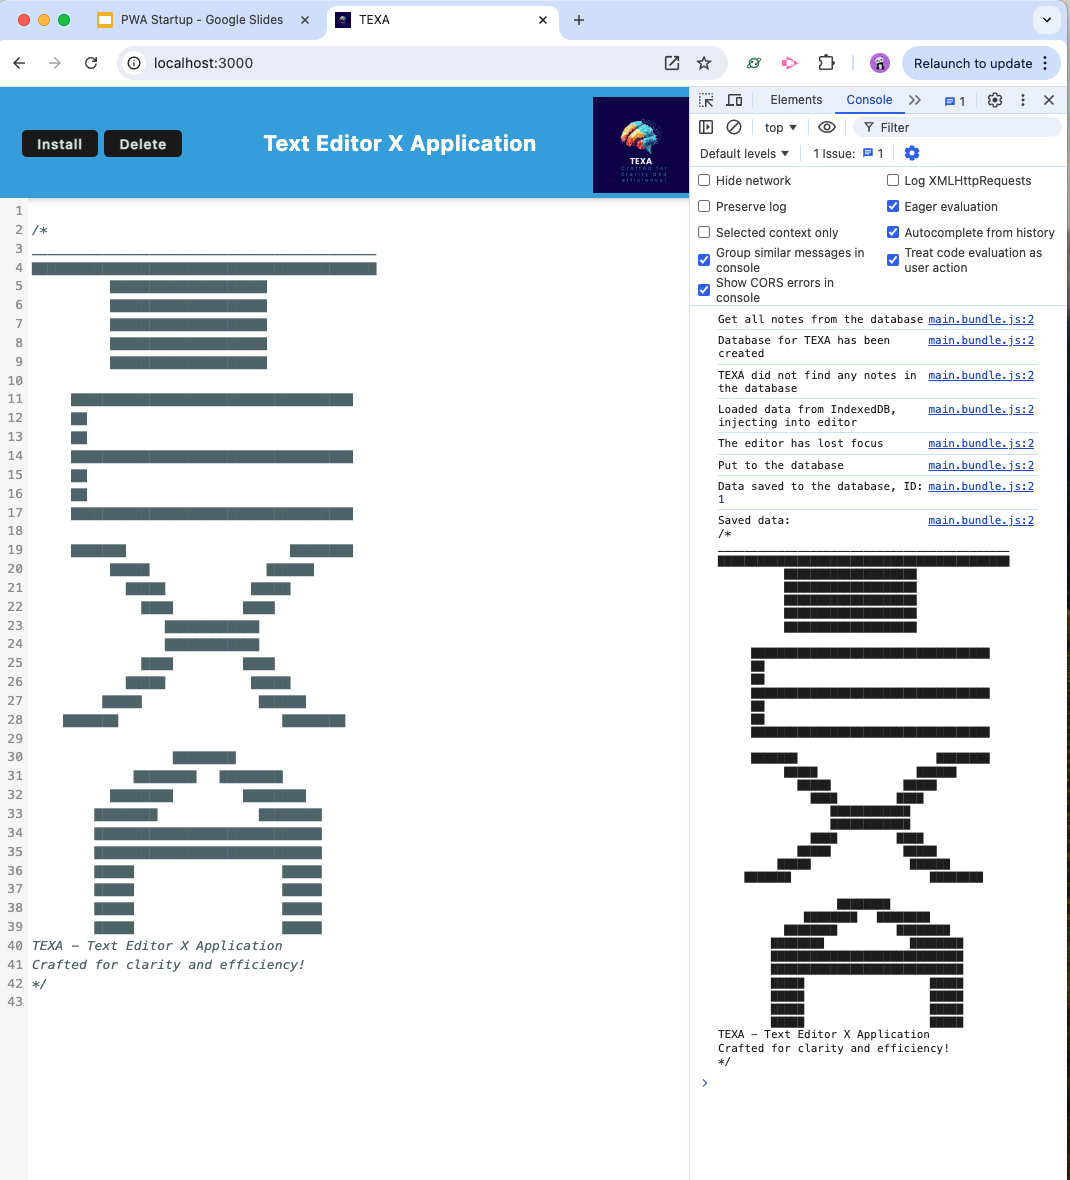 PWA Startup - Google Slides
TEXA
localhost:3000
Relaunch to update
Install
Delete
Text Editor X Application
TEXA
Crafted for
clarity and
efficiency!
Elements
Console
1
top
Filter
Default levels
1 Issue:
1
Hide network
Log XMLHttpRequests
Preserve log
Eager evaluation
Selected context only
Autocomplete from history
Group similar messages in
console
Treat code evaluation as
user action
Show CORS errors in
console
1
2 /*
3
4
5
6
7
8
9
10
11
12
13
14
15
16
17
18
19
20
21
22
23
24
25
26
27
28
29
30
31
32
33
34
35
36
37
38
39
40 TEXA - Text Editor X Application
41 Crafted for clarity and efficiency!
42 */
43
Get all notes from the database main.bundle.js:2
Database for TEXA has been main.bundle.js:2
created
TEXA did not find any notes in main.bundle.js:2
the database
Loaded data from IndexedDB, main.bundle.js:2
injecting into editor
The editor has lost focus main.bundle.js:2
Put to the database main.bundle.js:2
Data saved to the database, ID: main.bundle.js:2
1
Saved data: main.bundle.js:2
/*
TEXA - Text Editor X Application
Crafted for clarity and efficiency!
*/